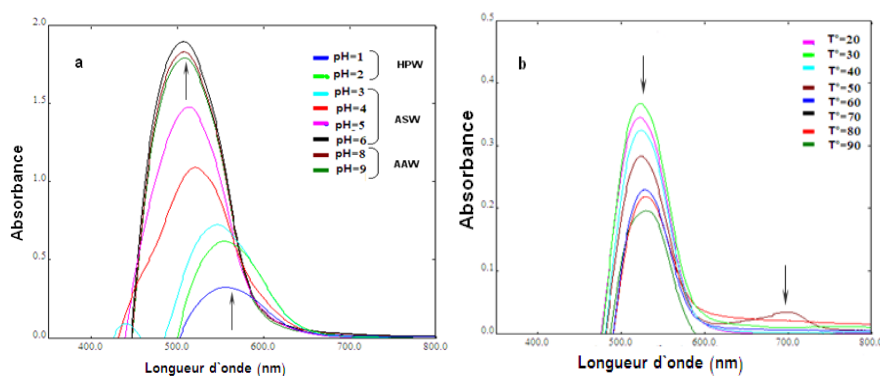 a
Absorbance
2.0
1.5
1.0
0.5
0.0
400.0 500.0 600.0 700.0 800.0
Longueur d`onde (nm)
pH=1
pH=2
HPW
pH=3
pH=4
pH=5
pH=6
ASW
pH=8
pH=9
AAW
b
Absorbance
0.5
0.4
0.3
0.2
0.1
0.00
400.0 500.0 600.0 700.0 800.0
Longueur d`onde (nm)
T°=20
T°=30
T°=40
T°=50
T°=60
T°=70
T°=80
T°=90